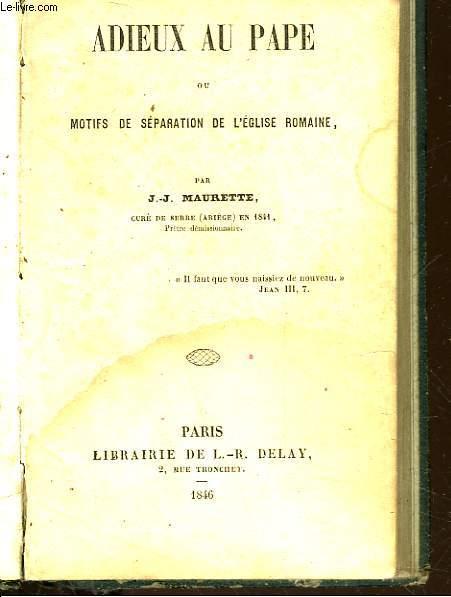 Le-livre.com
ADIEUX AU PAPE
OU
MOTIFS DE SÉPARATION DE L'ÉGLISE ROMAINE,
PAR
J.-J. MAURETTE,
CURÉ DE SERRE (ARIÈGE) EN 1841,
Prêtre démissionnaire.
« Il faut que vous naissiez de nouveau. »
JEAN III, 7.
PARIS
LIBRAIRIE DE L.-R. DELAY,
2, RUE TRONCHET.
1846